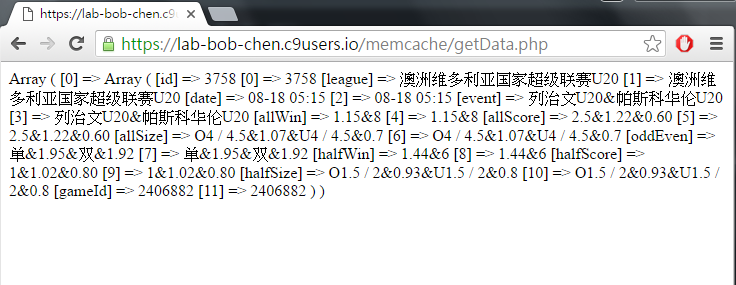 https://lab-bob-chen.c9u
https://lab-bob-chen.c9users.io/memcache/getData.php
Array ( [0] => Array ( [id] => 3758 [0] => 3758 [league] => 澳洲维多利亚国家超级联赛U20 [1] => 澳洲维
多利亚国家超级联赛U20 [date] => 08-18 05:15 [2] => 08-18 05:15 [event] => 列治文U20&帕斯科华伦U20
[3] => 列治文U20&帕斯科华伦U20 [allWin] => 1.15&8 [4] => 1.15&8 [allScore] => 2.5&1.22&0.60 [5] =>
2.5&1.22&0.60 [allSize] => O4 / 4.5&1.07&U4 / 4.5&0.7 [6] => O4 / 4.5&1.07&U4 / 4.5&0.7 [oddEven] =>
单&1.95&双&1.92 [7] => 单&1.95&双&1.92 [halfWin] => 1.44&6 [8] => 1.44&6 [halfScore] =>
1&1.02&0.80 [9] => 1&1.02&0.80 [halfSize] => O1.5 / 2&0.93&U1.5 / 2&0.8 [10] => O1.5 / 2&0.93&U1.5 /
2&0.8 [gameId] => 2406882 [11] => 2406882 ) )